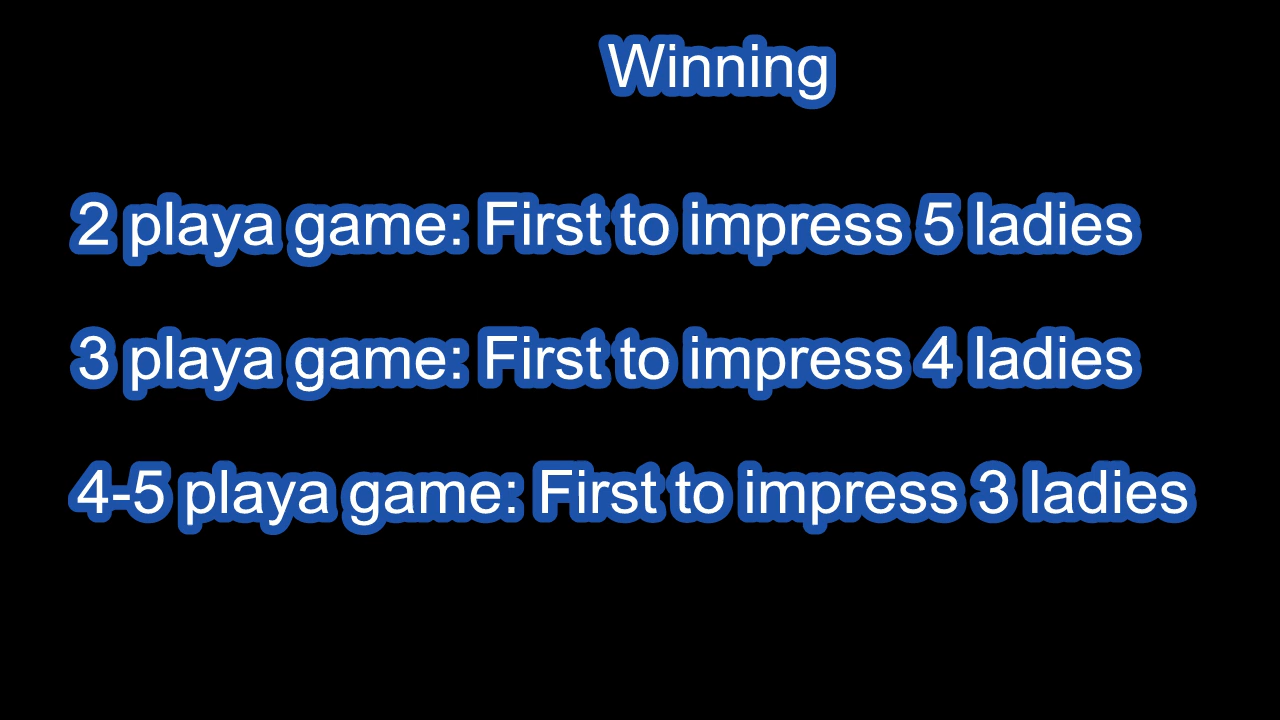 Winning
2 playa game: First to impress 5 ladies
3 playa game: First to impress 4 ladies
4-5 playa game: First to impress 3 ladies